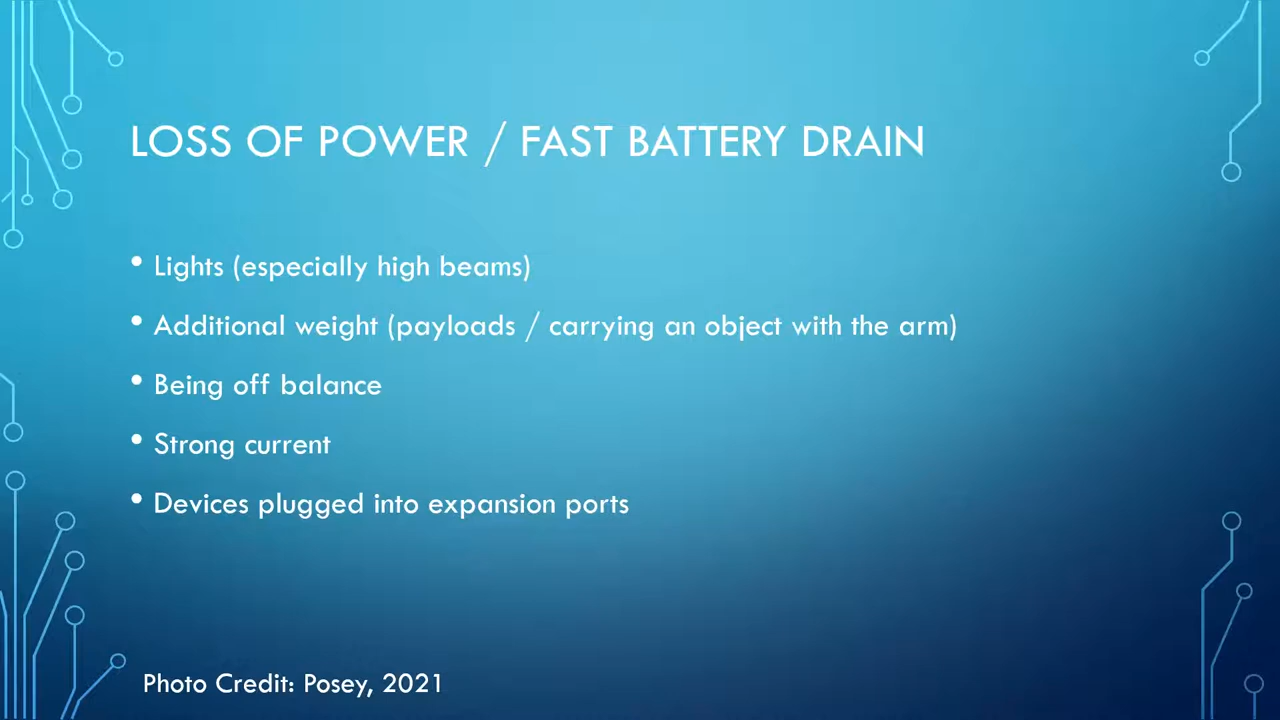 LOSS OF POWER / FAST BATTERY DRAIN
• Lights (especially high beams)
• Additional weight (payloads / carrying an object with the arm)
• Being off balance
• Strong current
• Devices plugged into expansion ports
Photo Credit: Posey, 2021